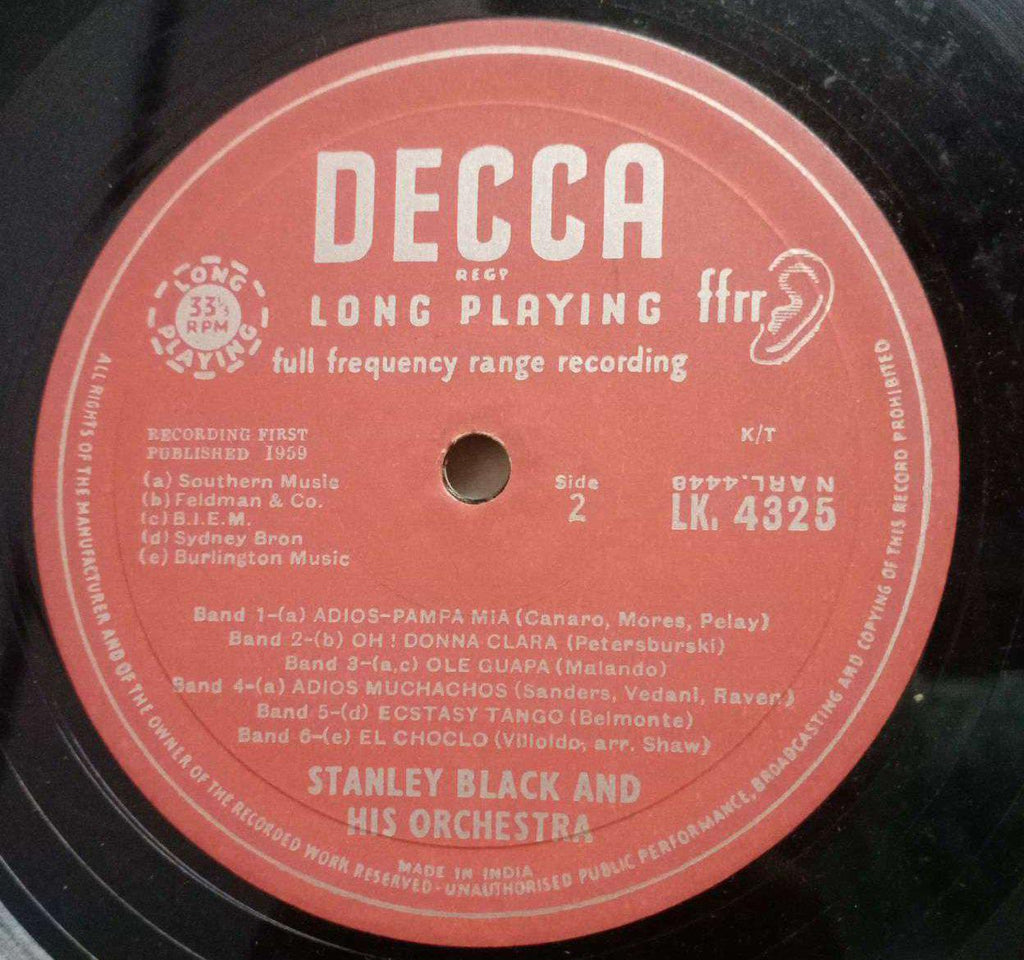 DECCA
REGD
LONG PLAYING
ffrr
LONG 33⅓ RPM PLAYING
full frequency range recording
RECORDING FIRST
PUBLISHED 1959
K/T
(a) Southern Music
(b) Feldman & Co.
(c) B.I.E.M.
(d) Sydney Bron
(e) Burlington Music
Side
2
NARL.4448
LK. 4325
Band 1-(a) ADIOS-PAMPA MIA (Canaro, Mores, Pelay)
Band 2-(b) OH! DONNA CLARA (Petersburski)
Band 3-(a,c) OLE GUAPA (Malando)
Band 4-(a) ADIOS MUCHACHOS (Sanders, Vedani, Raven)
Band 5-(d) ECSTASY TANGO (Belmonte)
Band 6-(e) EL CHOCLO (Villoldo, arr. Shaw)
STANLEY BLACK AND
HIS ORCHESTRA
MADE IN INDIA
ALL RIGHTS OF THE MANUFACTURER AND OF THE OWNER OF THE RECORDED WORK RESERVED - UNAUTHORISED PUBLIC PERFORMANCE, BROADCASTING AND COPYING OF THIS RECORD PROHIBITED